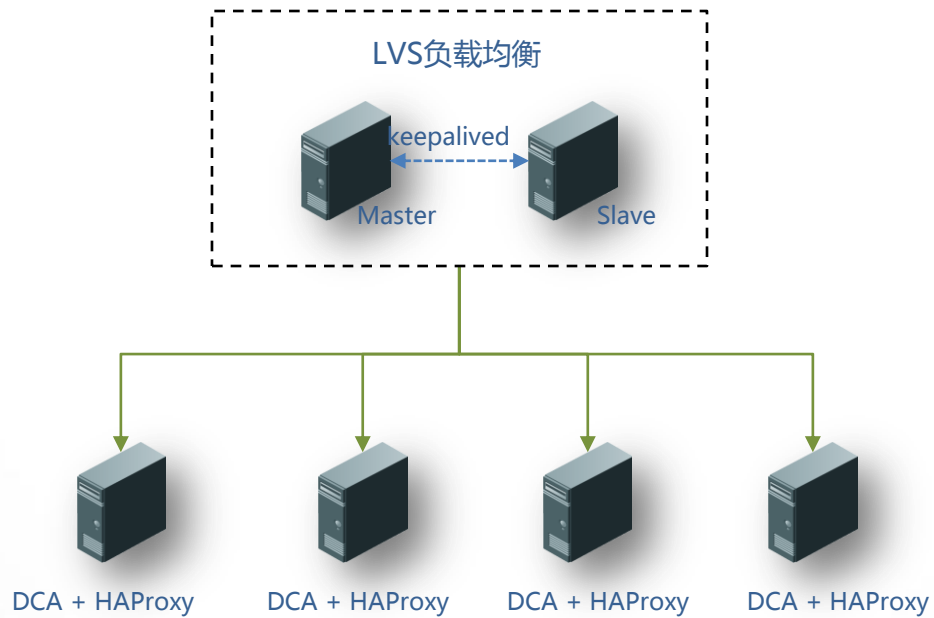 LVS负载均衡
keepalived
Master
Slave
DCA + HAProxy
DCA + HAProxy
DCA + HAProxy
DCA + HAProxy